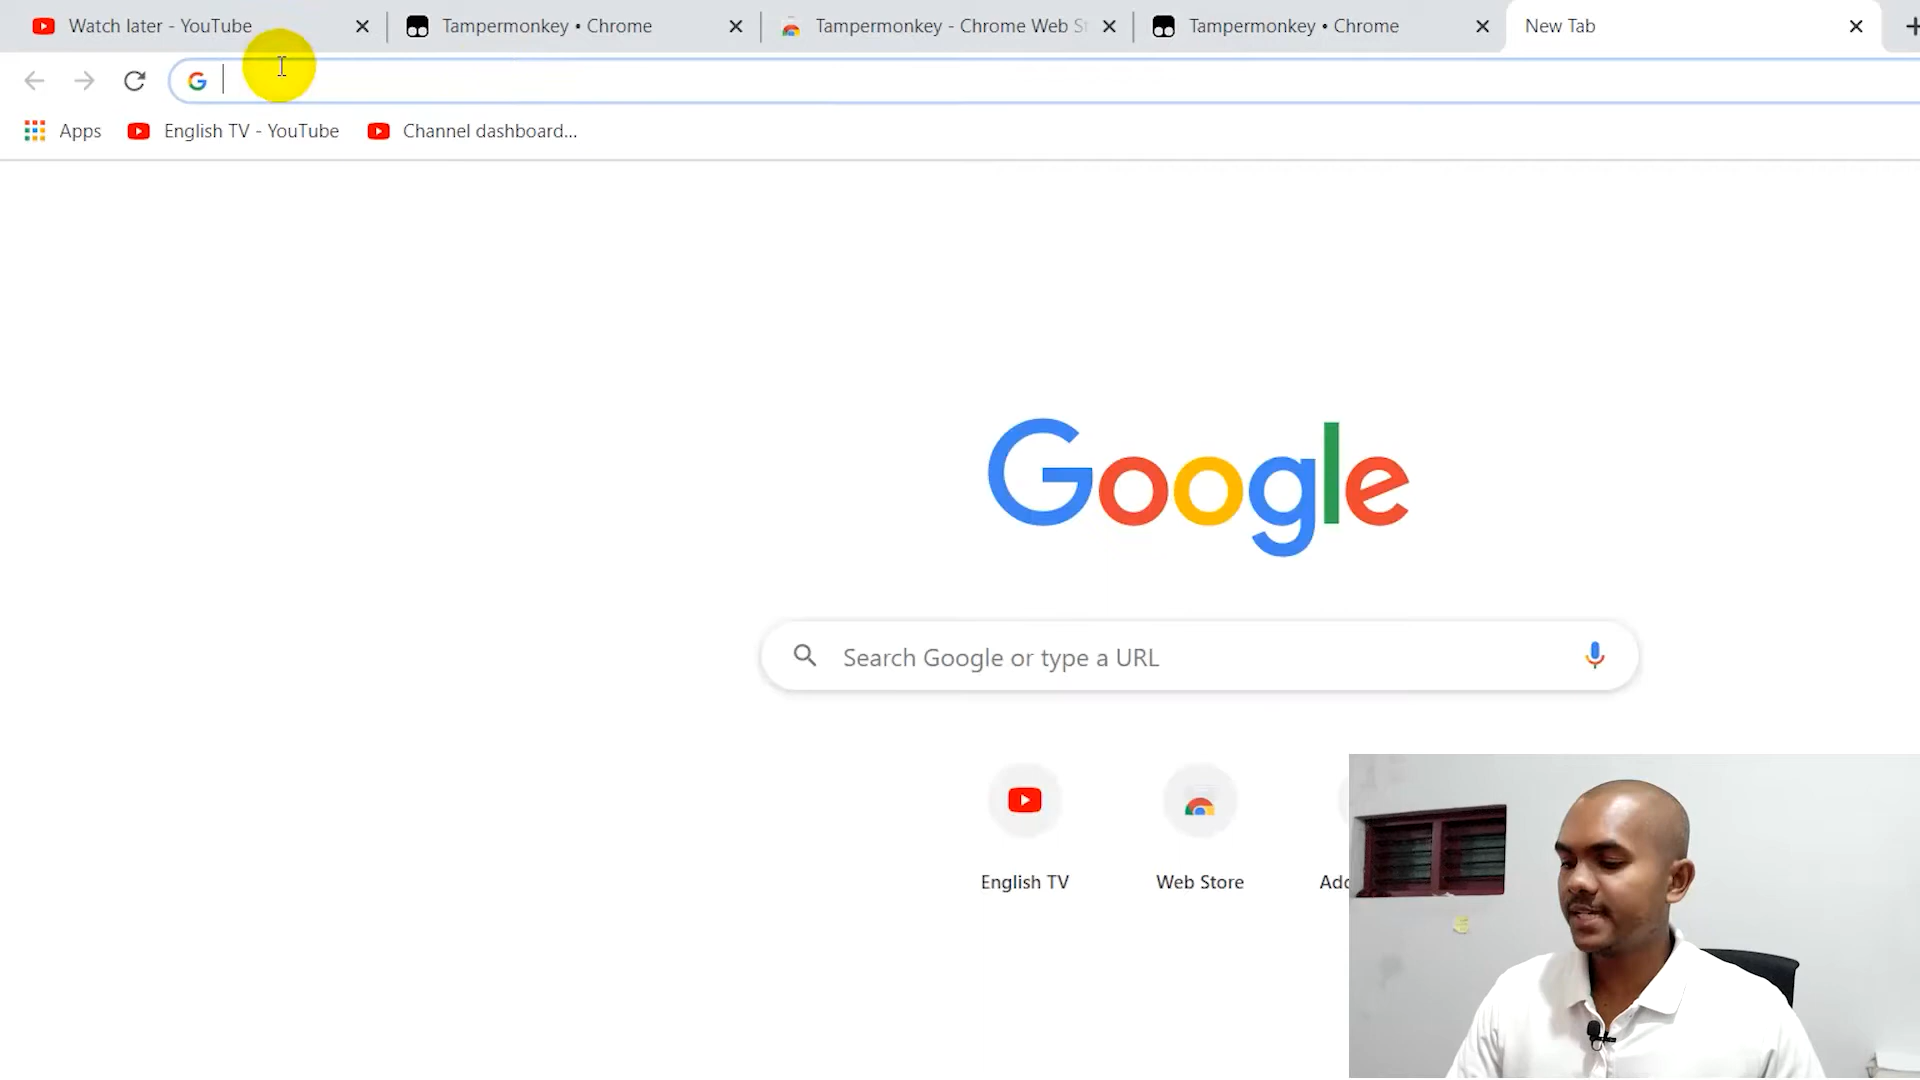 Watch later - YouTube
Tampermonkey • Chrome
Tampermonkey - Chrome Web St
Tampermonkey • Chrome
New Tab
G
Apps
English TV - YouTube
Channel dashboard...
Google
Search Google or type a URL
English TV
Web Store
Add